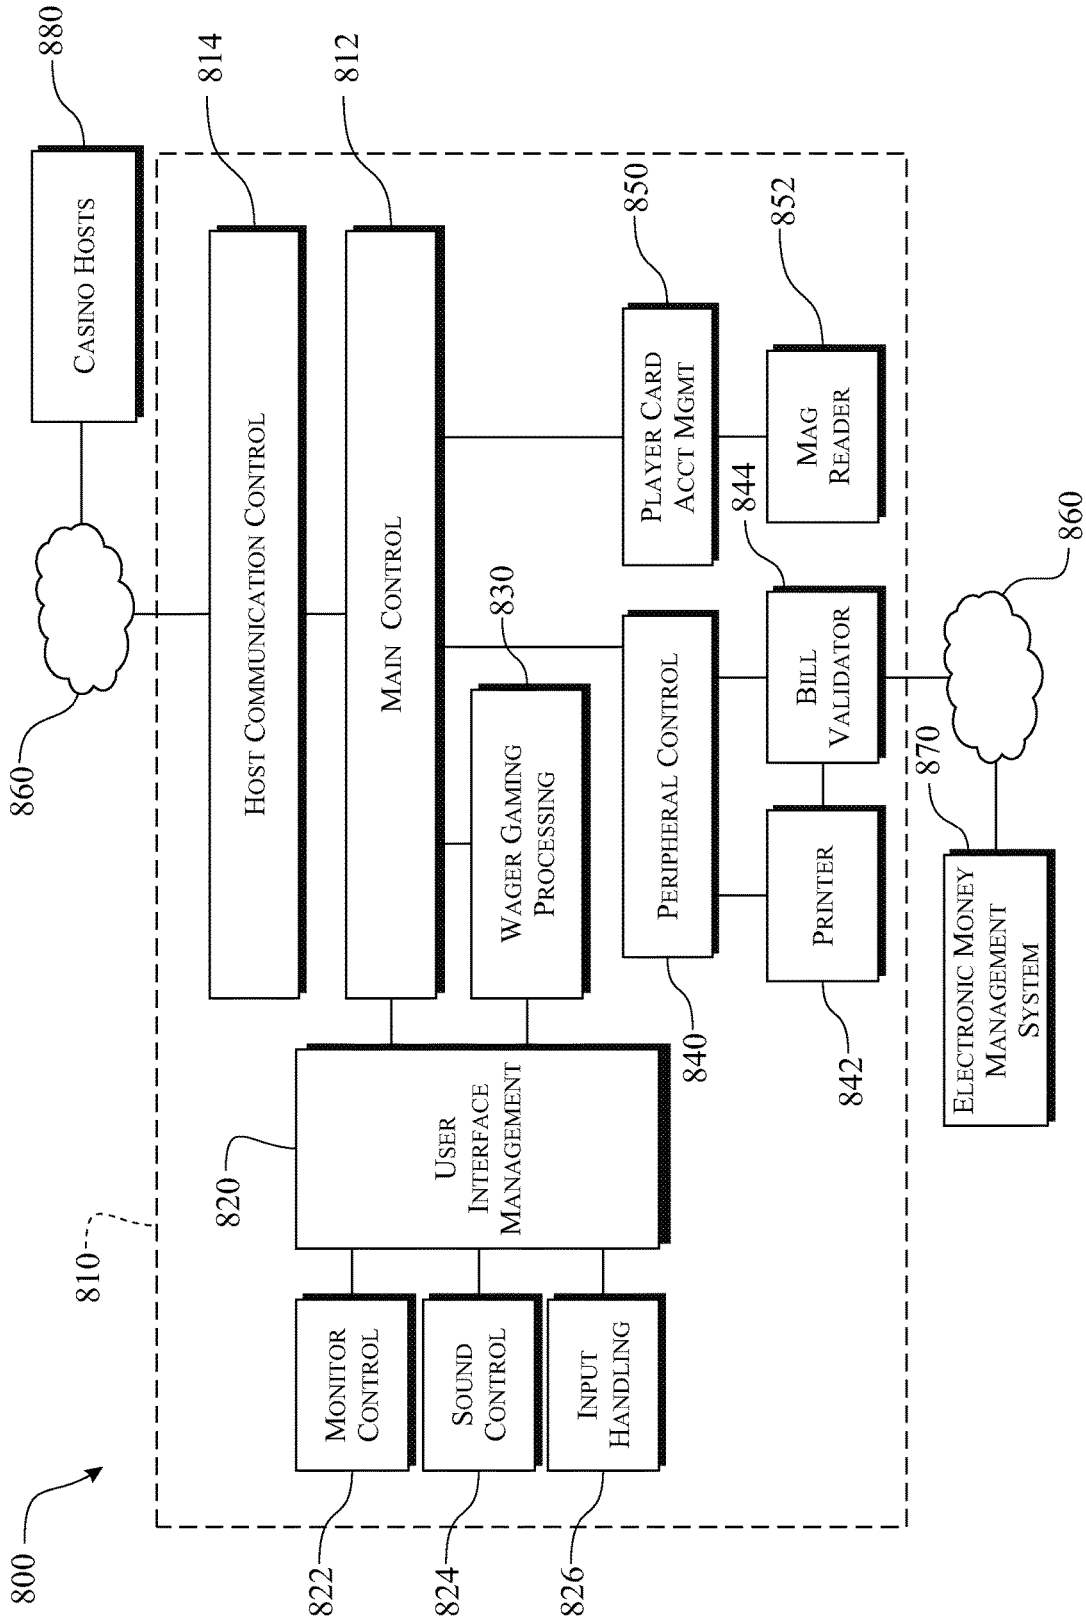 800
810
860
CASINO HOSTS
880
HOST COMMUNICATION CONTROL
814
MAIN CONTROL
812
820
USER
INTERFACE
MANAGEMENT
MONITOR
CONTROL
822
SOUND
CONTROL
824
INPUT
HANDLING
826
WAGER GAMING
PROCESSING
830
PERIPHERAL CONTROL
840
PLAYER CARD
ACCT MGMT
850
PRINTER
842
BILL
VALIDATOR
844
MAG
READER
852
ELECTRONIC MONEY
MANAGEMENT
SYSTEM
870
860